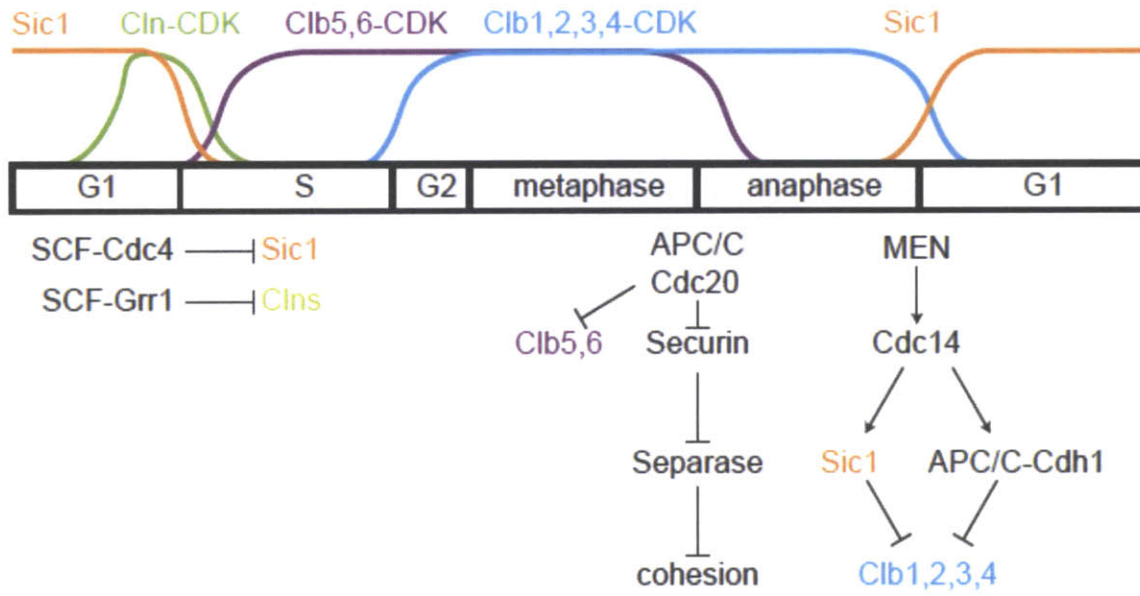 Sic1 Cln-CDK Clb5,6-CDK Clb1,2,3,4-CDK Sic1
G1 S G2 metaphase anaphase G1
SCF-Cdc4 Sic1
SCF-Grr1 Clns
APC/C
Cdc20
Clb5,6 Securin
Separase
cohesion
MEN
Cdc14
Sic1 APC/C-Cdh1
Clb1,2,3,4